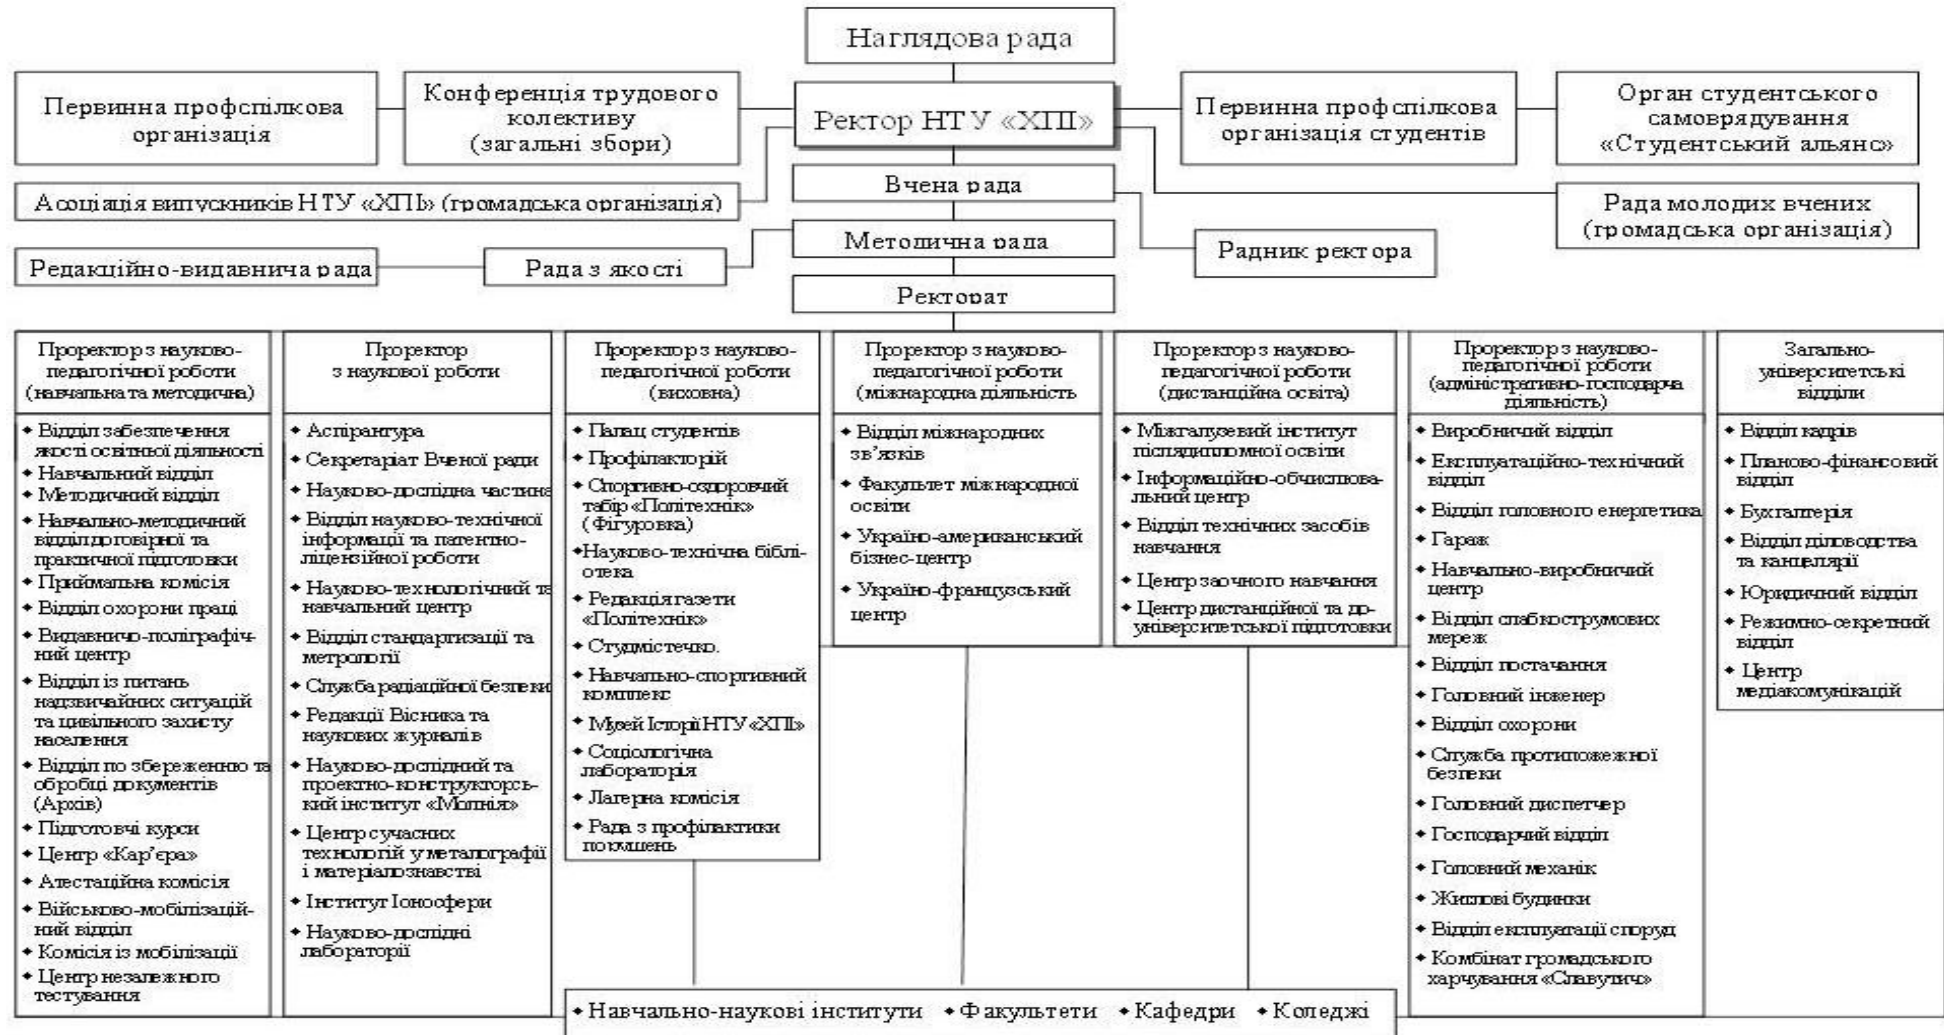 Наглядова рада
Первинна профспілкова
організація
Конференція трудового
колективу
(загальні збори)
Ректор НТУ «ХПІ»
Первинна профспілкова
організація студентів
Орган студентського
самоврядування
«Студентський альянс»
Асоціація випускників НТУ «ХПІ» (громадська організація)
Вчена рада
Рада молодих вчених
(громадська організація)
Методична рада
Радник ректора
Редакційно-видавнича рада
Рада з якості
Ректорат
Проректор з науково-
педагогічної роботи
(навчальна та методична)
◆ Відділ забезпечення
якості освітньої діяльності
◆ Навчальний відділ
◆ Методичний відділ
◆ Навчально-методичний
відділ договірної та
практичної підготовки
◆ Приймальна комісія
◆ Відділ охорони праці
◆ Видавничо-поліграфіч-
ний центр
◆ Відділ із питань
надзвичайних ситуацій
та цивільного захисту
населення
◆ Відділ по збереженню та
обробці документів
(Архів)
◆ Підготовчі курси
◆ Центр «Кар’єра»
◆ Атестаційна комісія
◆ Військово-мобілізацій-
ний відділ
◆ Комісія із мобілізації
◆ Центр незалежного
тестування
Проректор
з наукової роботи
◆ Аспірантура
◆ Секретаріат Вченої ради
◆ Науково-дослідна частина
◆ Відділ науково-технічної
інформації та патентно-
ліцензійної роботи
◆ Науково-технологічний та
навчальний центр
◆ Відділ стандартизації та
метрології
◆ Служба радіаційної безпеки
◆ Редакції Вісника та
наукових журналів
◆ Науково-дослідний та
проектно-конструкторсь-
кий інститут «Молнія»
◆ Центр сучасних
технологій у металографії
і матеріалознавстві
◆ Інститут Іоносфери
◆ Науково-дослідні
лабораторії
Проректор з науково-
педагогічної роботи
(виховна)
◆ Палац студентів
◆ Профілакторій
◆ Спортивно-оздоровчий
табір «Політехнік»
(Фігуровка)
◆Науково-технічна біблі-
отека
◆ Редакція газети
«Політехнік»
◆ Студмістечко.
◆ Навчально-спортивний
комплекс
◆ Музей Історії НТУ «ХПІ»
◆ Соціологічна
лабораторія
◆ Лагерна комісія
◆ Рада з профілактики
порушень
Проректор з науково-
педагогічної роботи
(міжнародна діяльність
◆ Відділ міжнародних
зв’язків
◆ Факультет міжнародної
освіти
◆ Україно-американський
бізнес-центр
◆ Україно-французський
центр
Проректор з науково-
педагогічної роботи
(дистанційна освіта)
◆ Міжгалузевий інститут
післядипломної освіти
◆ Інформаційно-обчислюва-
льний центр
◆ Відділ технічних засобів
навчання
◆ Центр заочного навчання
◆ Центр дистанційної та до-
університетської підготовки
Проректор з науково-
педагогічної роботи
(адміністративно-господарча
діяльність)
◆ Виробничий відділ
◆ Експлуатаційно-технічний
відділ
◆ Відділ головного енергетика
◆ Гараж
◆ Навчально-виробничий
центр
◆ Відділ слабкострумових
мереж
◆ Відділ постачання
◆ Головний інженер
◆ Відділ охорони
◆ Служба протипожежної
безпеки
◆ Головний диспетчер
◆ Господарчий відділ
◆ Головний механік
◆ Житлові будинки
◆ Відділ експлуатації споруд
◆ Комбінат громадського
харчування «Славутич»
Загально-
університетські
відділи
◆ Відділ кадрів
◆ Планово-фінансовий
відділ
◆ Бухгалтерія
◆ Відділ діловодства
та канцелярії
◆ Юридичний відділ
◆ Режимно-секретний
відділ
◆ Центр
медіакомунікацій
◆ Навчально-наукові інститути ◆ Факультети ◆ Кафедри ◆ Коледжі